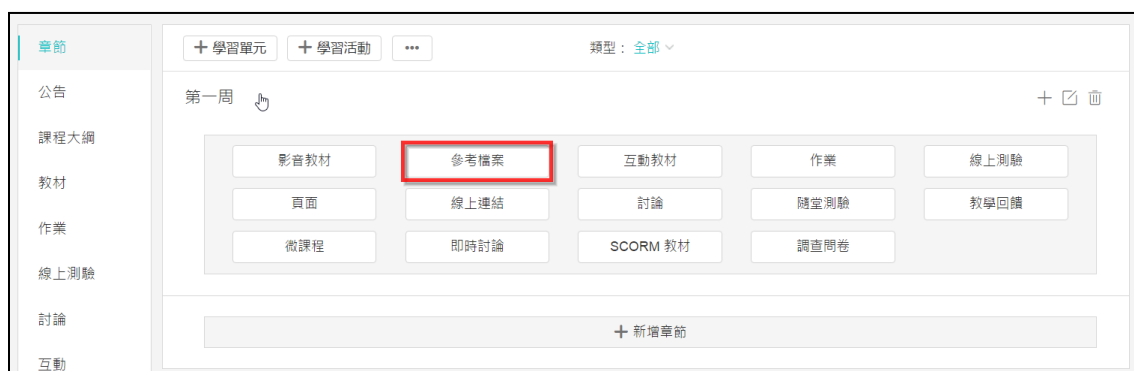 章節
公告
課程大綱
教材
作業
線上測驗
討論
互動
+ 學習單元 + 學習活動 ••• 類型： 全部
第一周
影音教材 參考檔案 互動教材 作業 線上測驗
頁面 線上連結 討論 隨堂測驗 教學回饋
微課程 即時討論 SCORM 教材 調查問卷
+ 新增章節